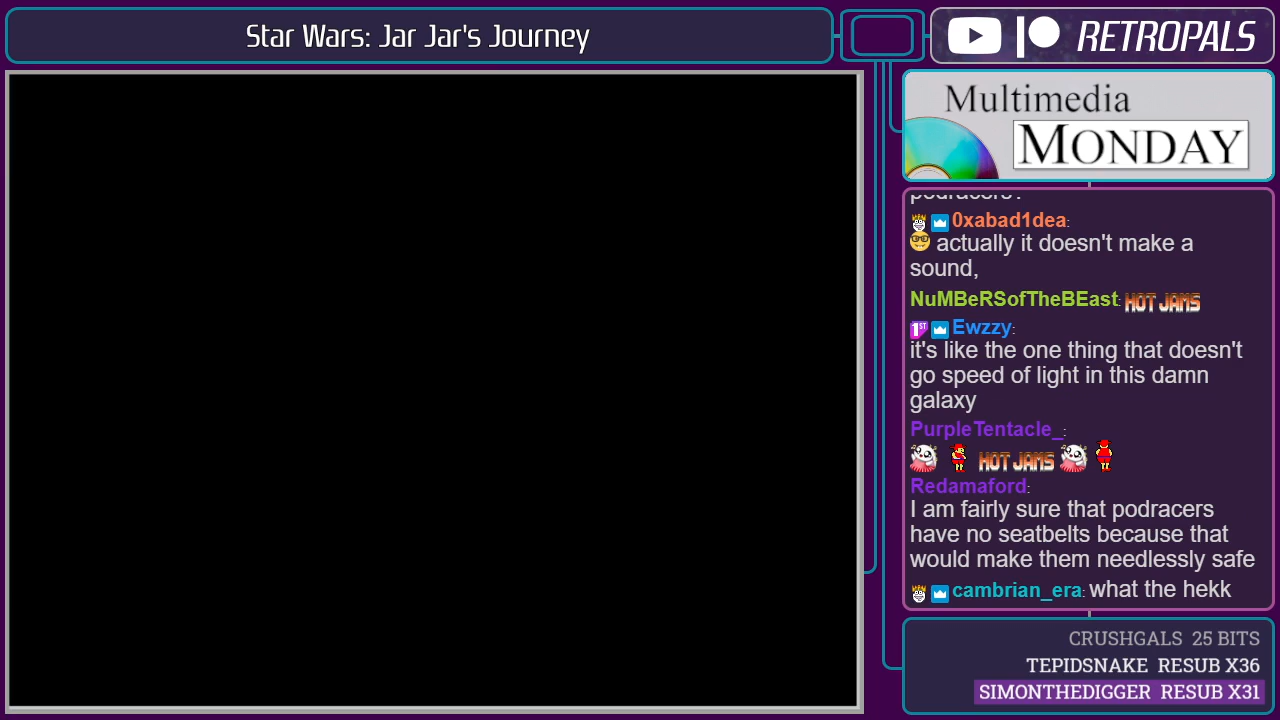 Star Wars: Jar Jar's Journey
RETROPALS
Multimedia
MONDAY
podracers?
0xabad1dea:
actually it doesn't make a
sound,
NuMBeRSofTheBEast: HOT JAMS
1ST Ewzzy:
it's like the one thing that doesn't
go speed of light in this damn
galaxy
PurpleTentacle_:
HOT JAMS
Redamaford:
I am fairly sure that podracers
have no seatbelts because that
would make them needlessly safe
cambrian_era: what the hekk
CRUSHGALS 25 BITS
TEPIDSNAKE RESUB X36
SIMONTHEDIGGER RESUB X31